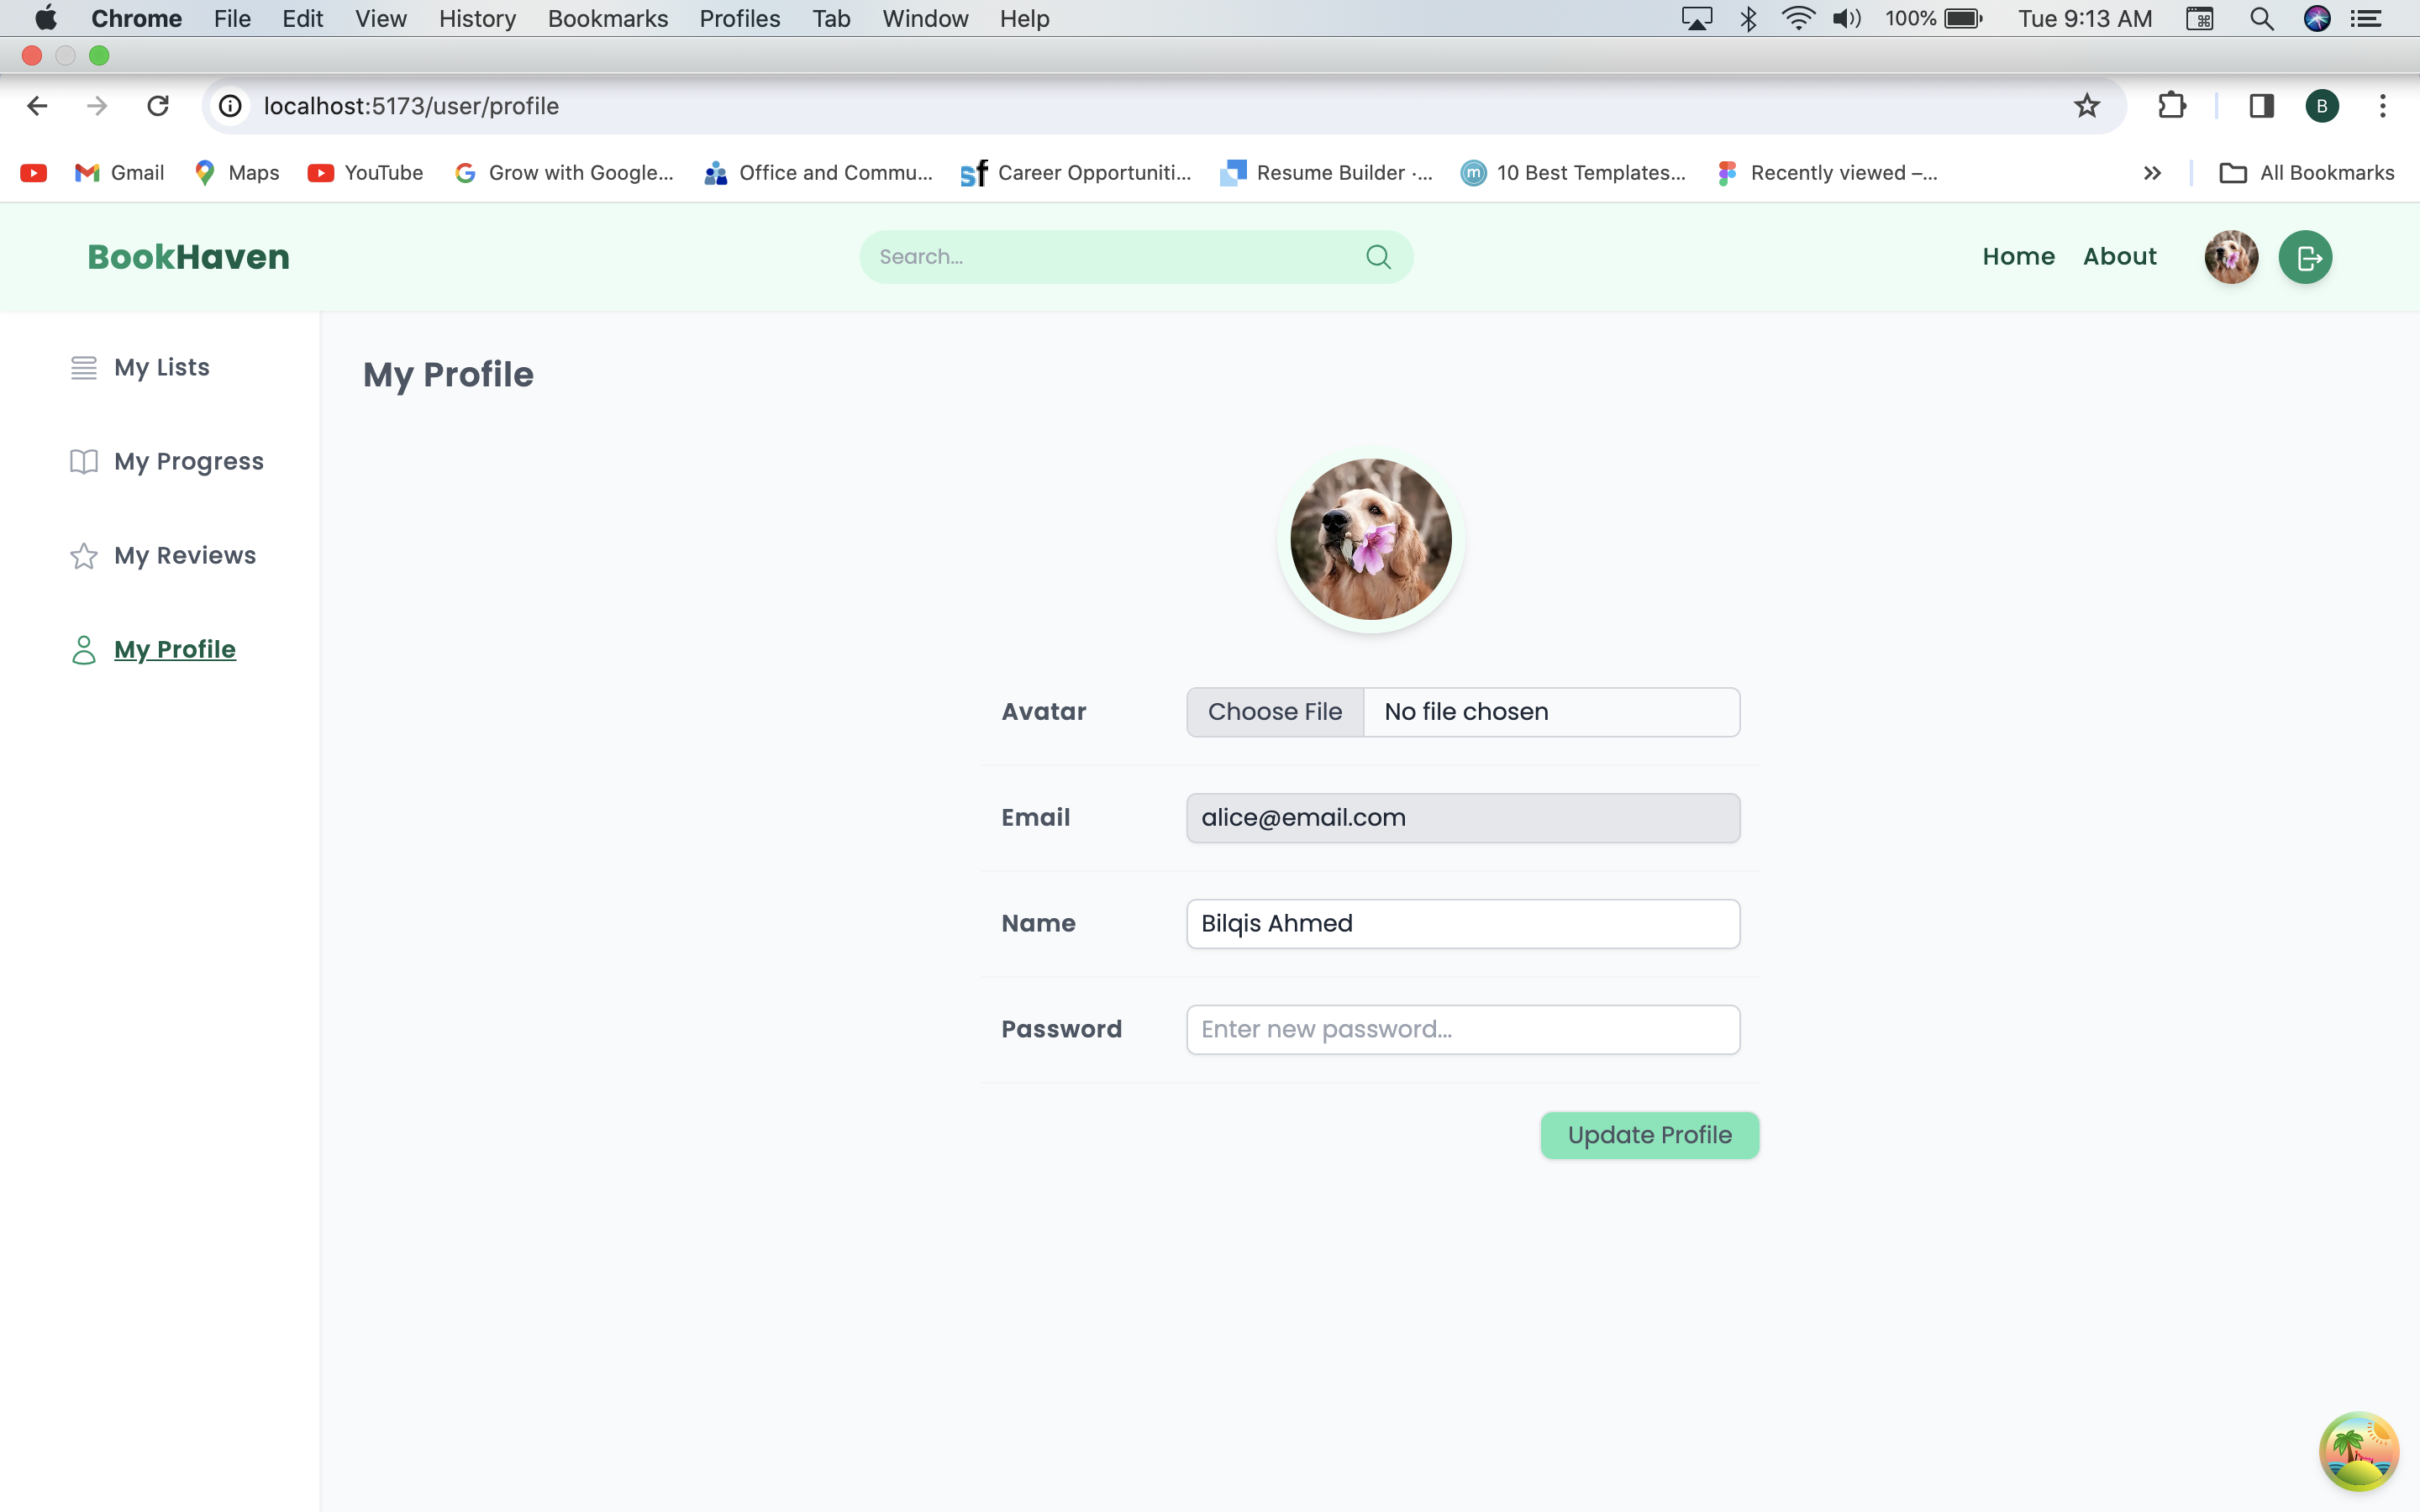 Chrome File Edit View History Bookmarks Profiles Tab Window Help 100% Tue 9:13 AM
localhost:5173/user/profile B
Gmail Maps YouTube Grow with Google... Office and Commu... sf Career Opportuniti... Resume Builder ·... m 10 Best Templates... Recently viewed –... » All Bookmarks
BookHaven Search... Home About
My Lists
My Progress
My Reviews
My Profile
My Profile
Avatar Choose File No file chosen
Email alice@email.com
Name Bilqis Ahmed
Password Enter new password...
Update Profile